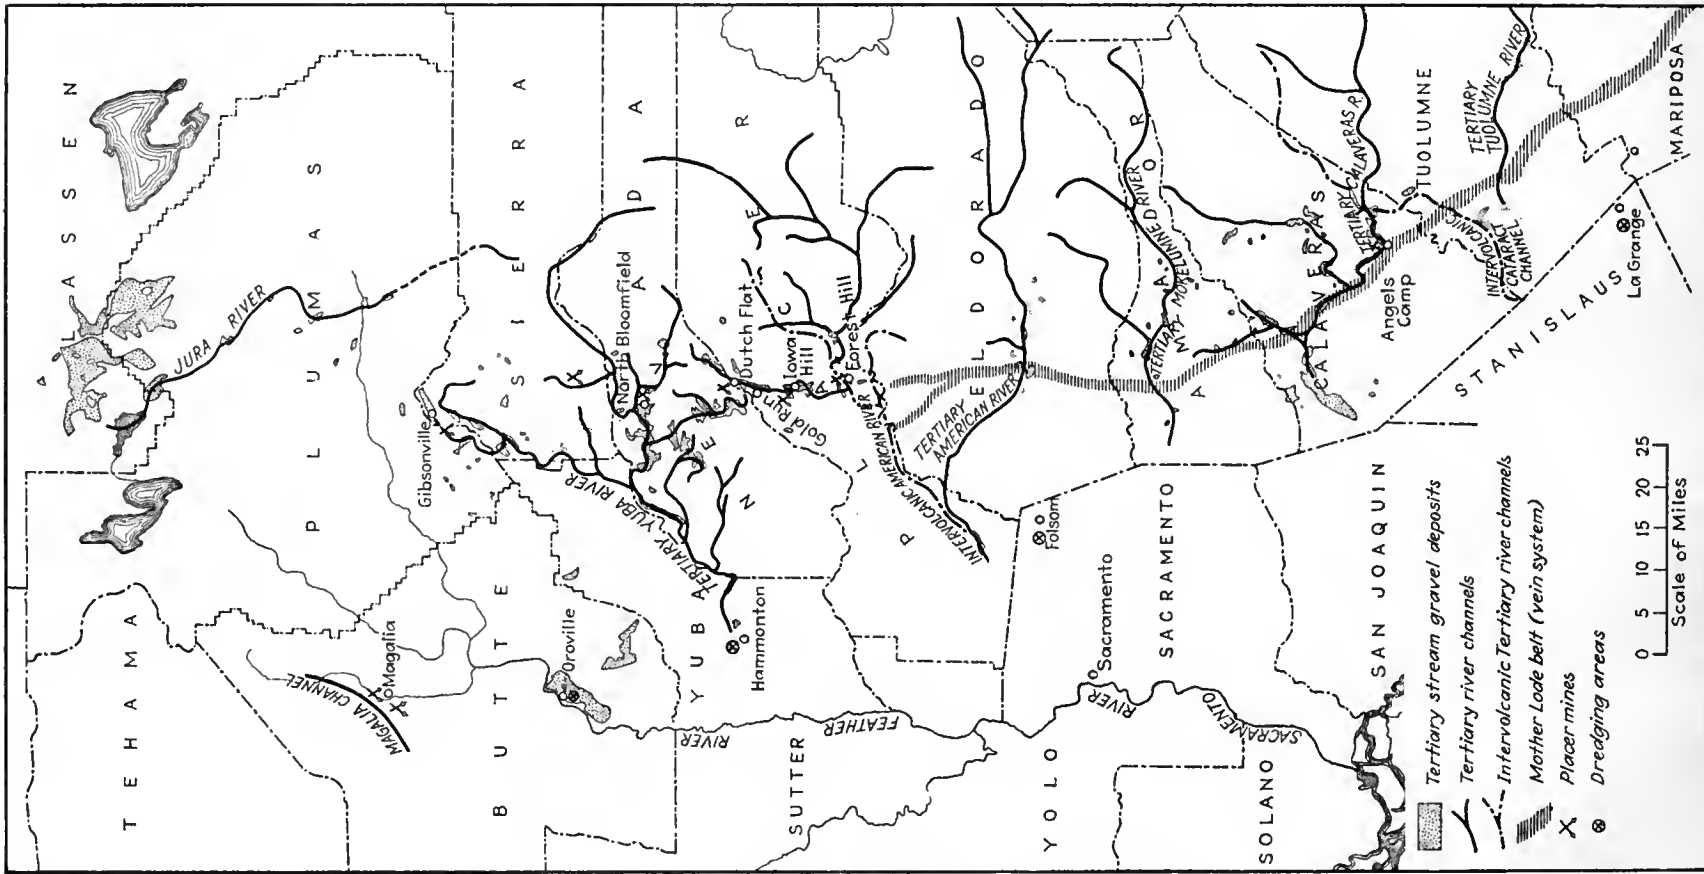 LASSEN
TEHAMA
PLUMAS
JURA RIVER
Gibsonville
MAGALIA CHANNEL
Magalia
BUTTE
SIERRA
Oroville
TERTIARY YUBA RIVER
North Bloomfield
NEVADA
YUBA
Hammonton
Dutch Flat
Gold Run
Iowa
Hill
Forest Hill
PLACER
RIVER
FEATHER
SUTTER
INTERVOLCANIC AMERICAN RIVER
TERTIARY
AMERICAN RIVER
EL DORADO
Folsom
Sacramento
SACRAMENTO
RIVER
SACRAMENTO
YOLO
SOLANO
AMADOR
TERTIARY MOKELUMNE RIVER
CALAVERAS
TERTIARY CALAVERAS R.
Angels
Camp
SAN JOAQUIN
STANISLAUS
TUOLUMNE
TERTIARY
TUOLUMNE RIVER
INTERVOLCANIC
CATARACT
CHANNEL
La Grange
MARIPOSA
Tertiary stream gravel deposits
Tertiary river channels
Intervolcanic Tertiary river channels
Mother Lode belt (vein system)
Placer mines
Dredging areas
0 5 10 15 20 25
Scale of Miles